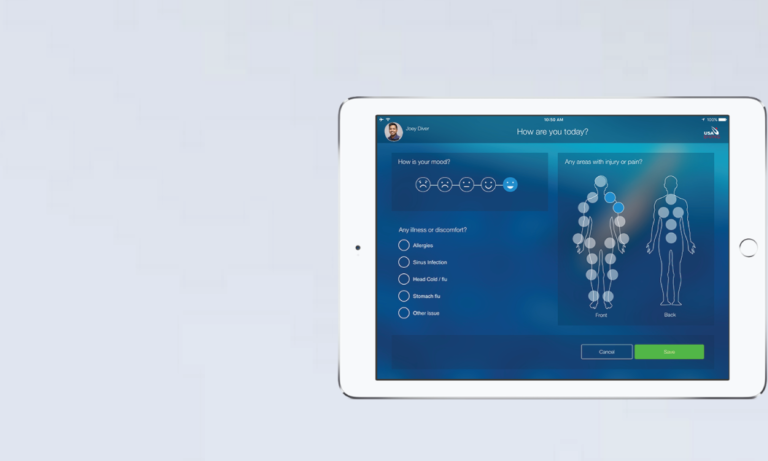 10:58 AM
100%
Joey Diver
How are you today?
USA
How is your mood?
Any areas with injury or pain?
Any illness or discomfort?
Allergies
Sinus Infection
Head Cold / flu
Stomach flu
Other Issue
Front
Back
Cancel
Save